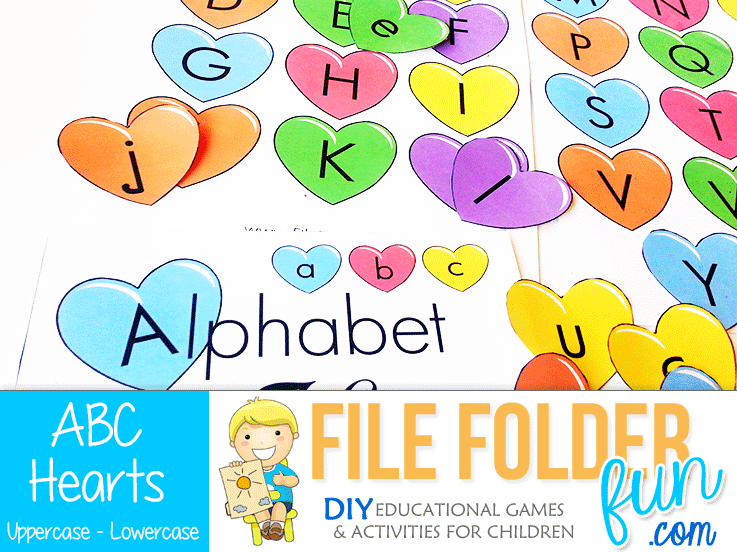 D E e F
G H I
j K l
M N
P Q
S T
V
Y
u
a b c
Alphabet
ABC
Hearts
Uppercase - Lowercase
FILE FOLDER
fun
.com
DIY EDUCATIONAL GAMES
& ACTIVITIES FOR CHILDREN